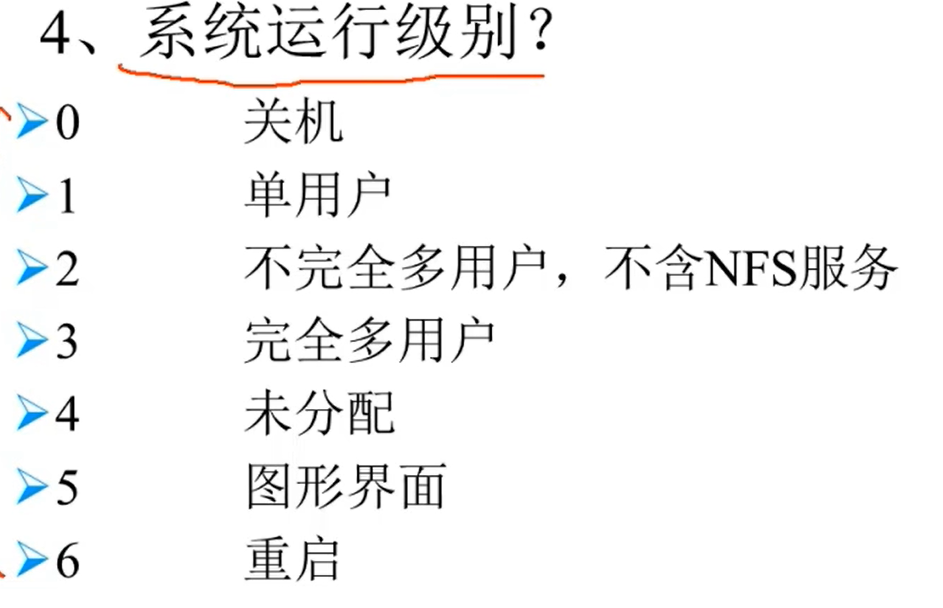 4、系统运行级别？
0 关机
1 单用户
2 不完全多用户，不含NFS服务
3 完全多用户
4 未分配
5 图形界面
6 重启